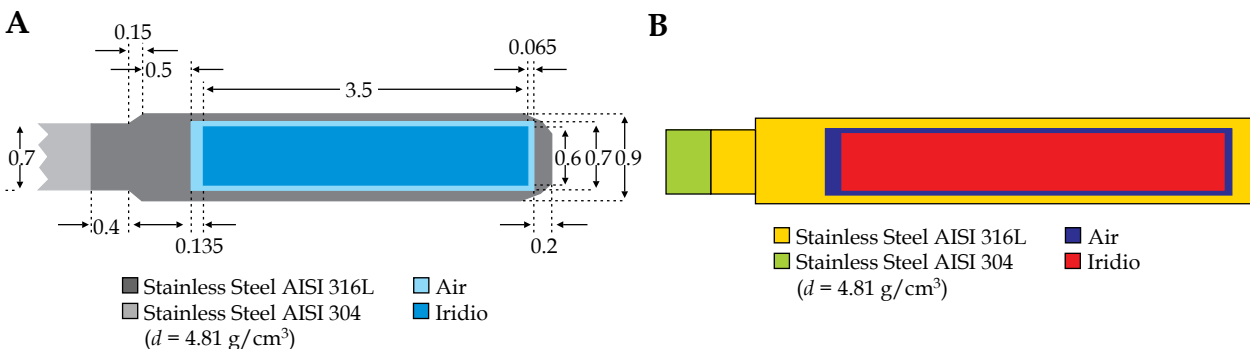 A
B
0.15
0.065
0.5
3.5
0.7
0.6
0.7
0.9
0.4
0.135
0.2
Stainless Steel AISI 316L
Air
Stainless Steel AISI 304
Iridio
(d = 4.81 g/cm³)
Stainless Steel AISI 316L
Air
Stainless Steel AISI 304
Iridio
(d = 4.81 g/cm³)